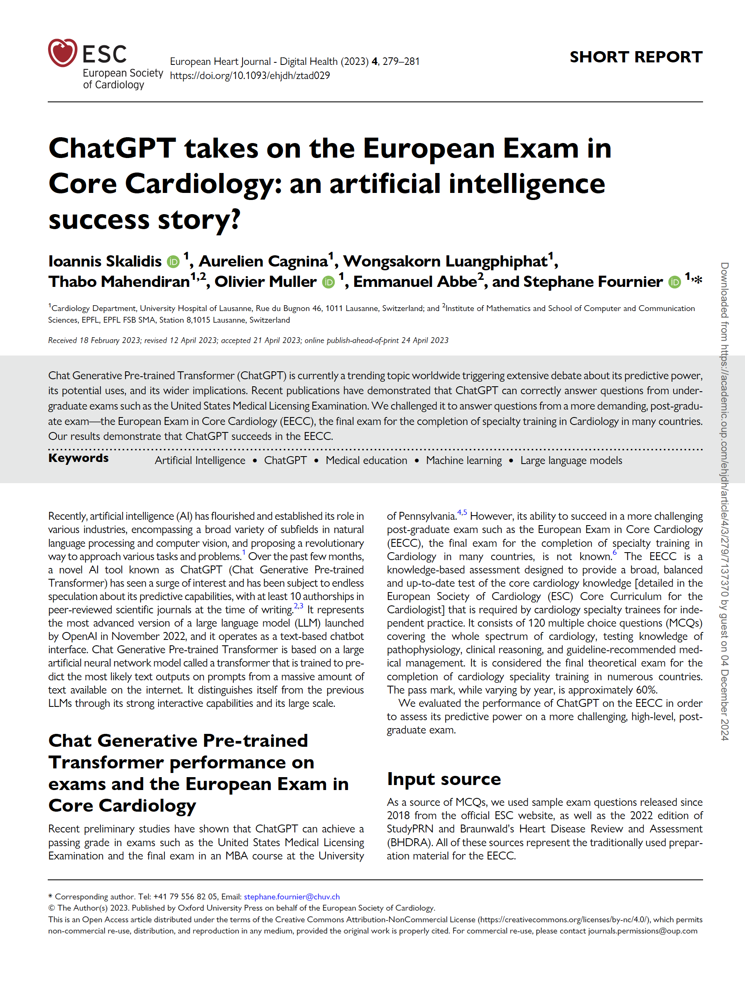 ESC
European Society
of Cardiology
European Heart Journal - Digital Health (2023) 4, 279–281
https://doi.org/10.1093/ehjdh/ztad029
SHORT REPORT
ChatGPT takes on the European Exam in
Core Cardiology: an artificial intelligence
success story?
Ioannis Skalidis iD 1, Aurelien Cagnina1, Wongsakorn Luangphiphat1,
Thabo Mahendiran1,2, Olivier Muller iD 1, Emmanuel Abbe2, and Stephane Fournier iD 1,*
1Cardiology Department, University Hospital of Lausanne, Rue du Bugnon 46, 1011 Lausanne, Switzerland; and 2Institute of Mathematics and School of Computer and Communication
Sciences, EPFL, EPFL FSB SMA, Station 8,1015 Lausanne, Switzerland
Received 18 February 2023; revised 12 April 2023; accepted 21 April 2023; online publish-ahead-of-print 24 April 2023
Chat Generative Pre-trained Transformer (ChatGPT) is currently a trending topic worldwide triggering extensive debate about its predictive power,
its potential uses, and its wider implications. Recent publications have demonstrated that ChatGPT can correctly answer questions from under-
graduate exams such as the United States Medical Licensing Examination. We challenged it to answer questions from a more demanding, post-gradu-
ate exam—the European Exam in Core Cardiology (EECC), the final exam for the completion of specialty training in Cardiology in many countries.
Our results demonstrate that ChatGPT succeeds in the EECC.
Keywords Artificial Intelligence • ChatGPT • Medical education • Machine learning • Large language models
Recently, artificial intelligence (AI) has flourished and established its role in
various industries, encompassing a broad variety of subfields in natural
language processing and computer vision, and proposing a revolutionary
way to approach various tasks and problems.1 Over the past few months,
a novel AI tool known as ChatGPT (Chat Generative Pre-trained
Transformer) has seen a surge of interest and has been subject to endless
speculation about its predictive capabilities, with at least 10 authorships in
peer-reviewed scientific journals at the time of writing.2,3 It represents
the most advanced version of a large language model (LLM) launched
by OpenAI in November 2022, and it operates as a text-based chatbot
interface. Chat Generative Pre-trained Transformer is based on a large
artificial neural network model called a transformer that is trained to pre-
dict the most likely text outputs on prompts from a massive amount of
text available on the internet. It distinguishes itself from the previous
LLMs through its strong interactive capabilities and its large scale.
Chat Generative Pre-trained
Transformer performance on
exams and the European Exam in
Core Cardiology
Recent preliminary studies have shown that ChatGPT can achieve a
passing grade in exams such as the United States Medical Licensing
Examination and the final exam in an MBA course at the University
of Pennsylvania.4,5 However, its ability to succeed in a more challenging
post-graduate exam such as the European Exam in Core Cardiology
(EECC), the final exam for the completion of specialty training in
Cardiology in many countries, is not known.6 The EECC is a
knowledge-based assessment designed to provide a broad, balanced
and up-to-date test of the core cardiology knowledge [detailed in the
European Society of Cardiology (ESC) Core Curriculum for the
Cardiologist] that is required by cardiology specialty trainees for inde-
pendent practice. It consists of 120 multiple choice questions (MCQs)
covering the whole spectrum of cardiology, testing knowledge of
pathophysiology, clinical reasoning, and guideline-recommended med-
ical management. It is considered the final theoretical exam for the
completion of cardiology speciality training in numerous countries.
The pass mark, while varying by year, is approximately 60%.
We evaluated the performance of ChatGPT on the EECC in order
to assess its predictive power on a more challenging, high-level, post-
graduate exam.
Input source
As a source of MCQs, we used sample exam questions released since
2018 from the official ESC website, as well as the 2022 edition of
StudyPRN and Braunwald's Heart Disease Review and Assessment
(BHDRA). All of these sources represent the traditionally used prepar-
ation material for the EECC.
* Corresponding author. Tel: +41 79 556 82 05, Email: stephane.fournier@chuv.ch
© The Author(s) 2023. Published by Oxford University Press on behalf of the European Society of Cardiology.
This is an Open Access article distributed under the terms of the Creative Commons Attribution-NonCommercial License (https://creativecommons.org/licenses/by-nc/4.0/), which permits
non-commercial re-use, distribution, and reproduction in any medium, provided the original work is properly cited. For commercial re-use, please contact journals.permissions@oup.com
Downloaded from https://academic.oup.com/ehjdh/article/4/3/279/7137370 by guest on 04 December 2024